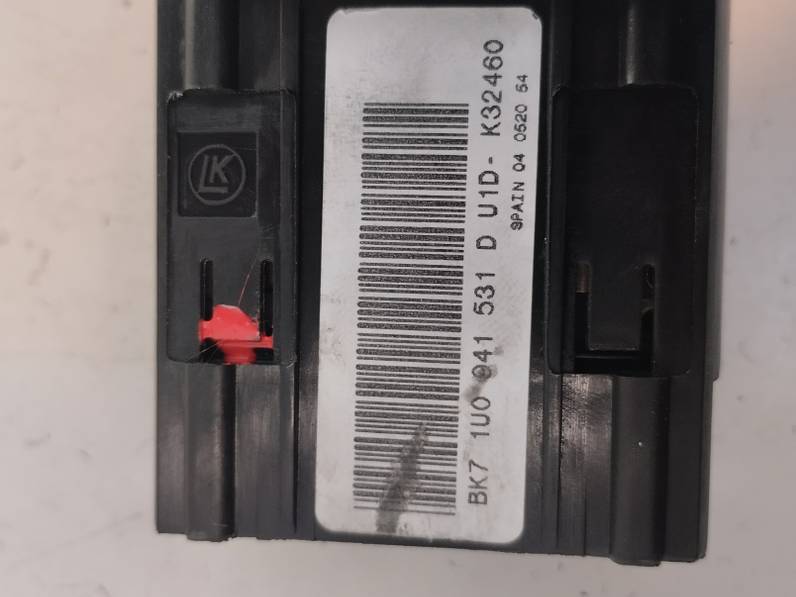 LK
BK7 1U0 941 531 D U1D- K32460
SPAIN 04 0520 54